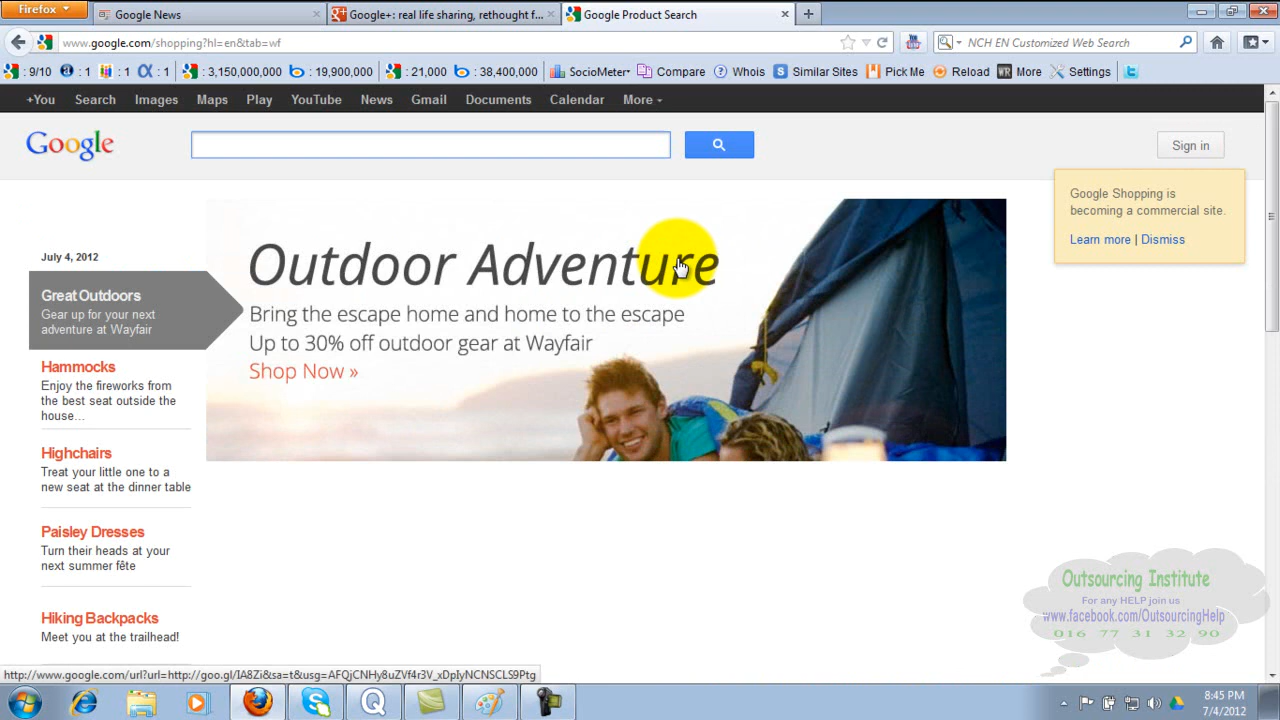 Firefox
Google News
Google+: real life sharing, rethought f...
Google Product Search
www.google.com/shopping?hl=en&tab=wf
NCH EN Customized Web Search
: 9/10
: 1
: 1
: 1
: 3,150,000,000
: 19,900,000
: 21,000
: 38,400,000
SocioMeter
Compare
Whois
Similar Sites
Pick Me
Reload
More
Settings
+You
Search
Images
Maps
Play
YouTube
News
Gmail
Documents
Calendar
More
Google
Sign in
Google Shopping is
becoming a commercial site.
Learn more | Dismiss
July 4, 2012
Great Outdoors
Gear up for your next
adventure at Wayfair
Hammocks
Enjoy the fireworks from
the best seat outside the
house...
Highchairs
Treat your little one to a
new seat at the dinner table
Paisley Dresses
Turn their heads at your
next summer fête
Hiking Backpacks
Meet you at the trailhead!
Outdoor Adventure
Bring the escape home and home to the escape
Up to 30% off outdoor gear at Wayfair
Shop Now »
Outsourcing Institute
For any HELP join us
www.facebook.com/OutsourcingHelp
016 77 31 32 90
http://www.google.com/url?url=http://goo.gl/IA8Zi&sa=t&usg=AFQjCNHy8uZVf4r3V_xDpIyNCNSCLS9Ptg
8:45 PM
7/4/2012